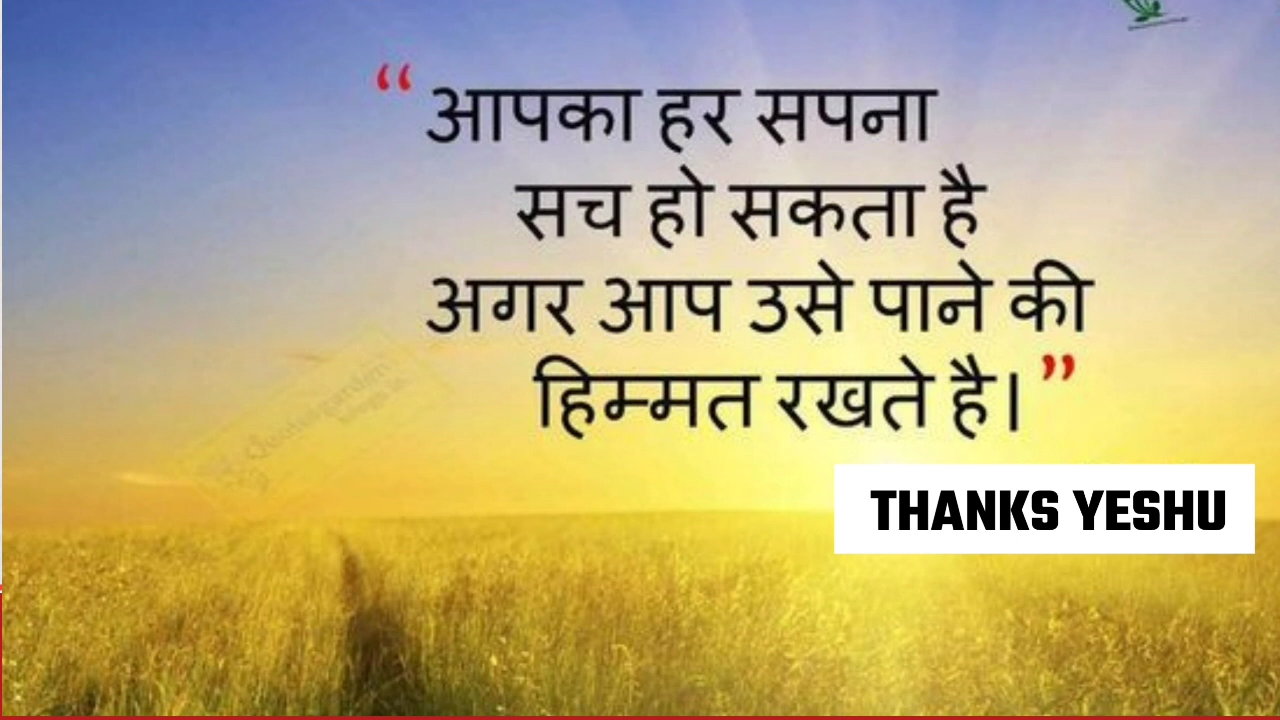 “आपका हर सपना
सच हो सकता है
अगर आप उसे पाने की
हिम्मत रखते है।”
THANKS YESHU